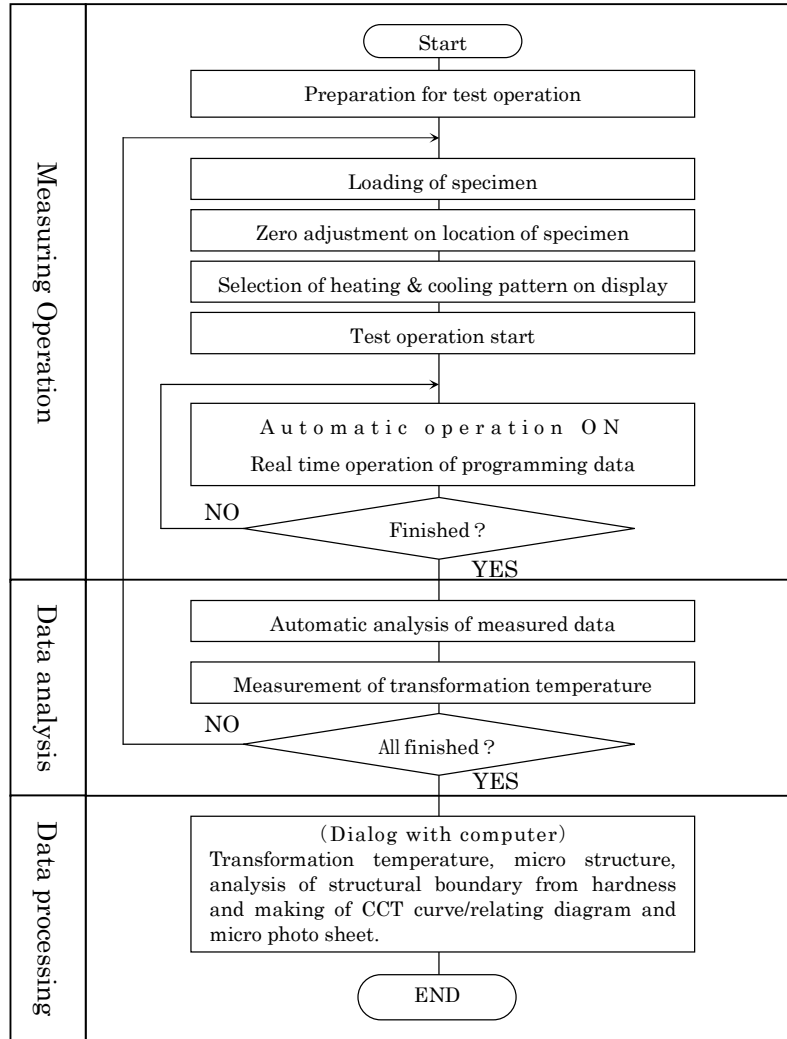 Measuring Operation
Start
Preparation for test operation
Loading of specimen
Zero adjustment on location of specimen
Selection of heating & cooling pattern on display
Test operation start
Automatic operation ON
Real time operation of programming data
NO
Finished？
YES
Data analysis
Automatic analysis of measured data
Measurement of transformation temperature
NO
All finished？
YES
Data processing
（Dialog with computer）
Transformation temperature, micro structure,
analysis of structural boundary from hardness
and making of CCT curve/relating diagram and
micro photo sheet.
END